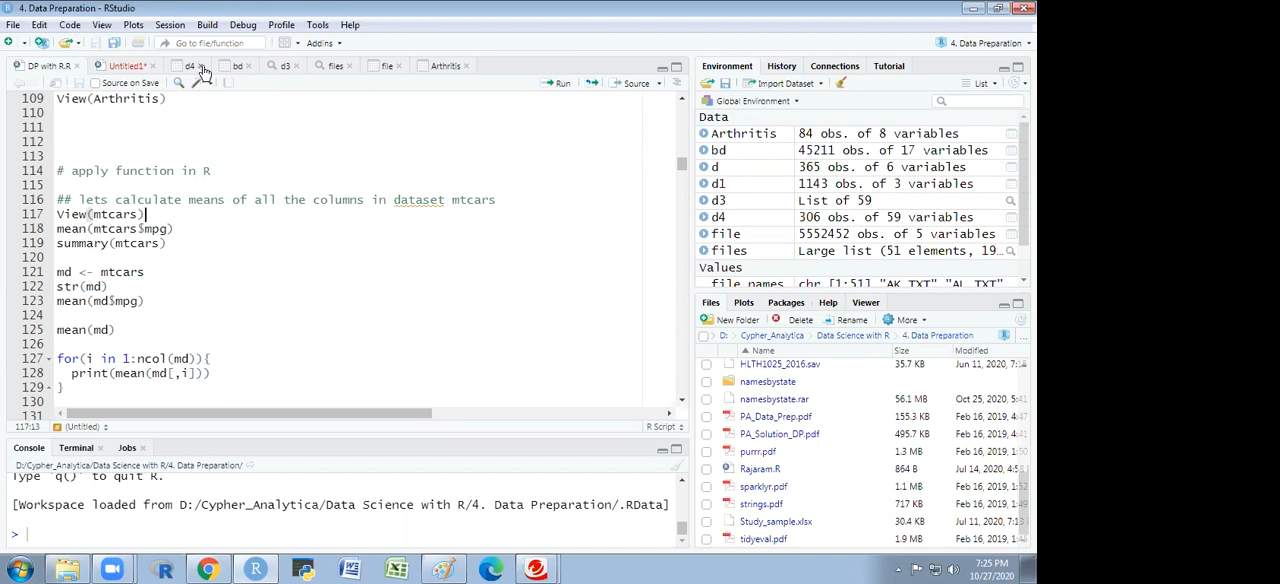 4. Data Preparation - RStudio
File Edit Code View Plots Session Build Debug Profile Tools Help
Go to file/function Addins 4. Data Preparation
DP with R.R Untitled1* d4 bd d3 files file Arthritis
Source on Save Run Source
109 View(Arthritis)
110
111
112
113
114 # apply function in R
115
116 ## lets calculate means of all the columns in dataset mtcars
117 View(mtcars)
118 mean(mtcars$mpg)
119 summary(mtcars)
120
121 md <- mtcars
122 str(md)
123 mean(md$mpg)
124
125 mean(md)
126
127 for(i in 1:ncol(md)){
128 print(mean(md[,i]))
129 }
130
131
117:13 (Untitled) R Script
Console Terminal Jobs
D:/Cypher_Analytica/Data Science with R/4. Data Preparation/
Type 'q()' to quit R.
[Workspace loaded from D:/Cypher_Analytica/Data Science with R/4. Data Preparation/.RData]
>
Environment History Connections Tutorial
Import Dataset List
Global Environment
Data
Arthritis 84 obs. of 8 variables
bd 45211 obs. of 17 variables
d 365 obs. of 6 variables
d1 1143 obs. of 3 variables
d3 List of 59
d4 306 obs. of 59 variables
file 5552452 obs. of 5 variables
files Large list (51 elements, 19...
Values
file_names chr [1:51] "AK.TXT" "AL.TXT"
Files Plots Packages Help Viewer
New Folder Delete Rename More
D: Cypher_Analytica Data Science with R 4. Data Preparation
Name Size Modified
HLTH1025_2016.sav 35.7 KB Jun 11, 2020, 7:
namesbystate
namesbystate.rar 56.1 MB Oct 25, 2020, 5:41
PA_Data_Prep.pdf 155.3 KB Feb 16, 2019, 4:47
PA_Solution_DP.pdf 495.7 KB Feb 16, 2019, 4:41
purrr.pdf 1.3 MB Feb 16, 2019, 4:
Rajaram.R 864 B Jul 14, 2020, 4:5
sparklyr.pdf 1.1 MB Feb 16, 2019, 4:
strings.pdf 717 KB Feb 16, 2019, 4:
Study_sample.xlsx 30.4 KB Jul 11, 2020, 7:1
tidyeval.pdf 1.9 MB Feb 16, 2019, 4:
7:25 PM
10/27/2020